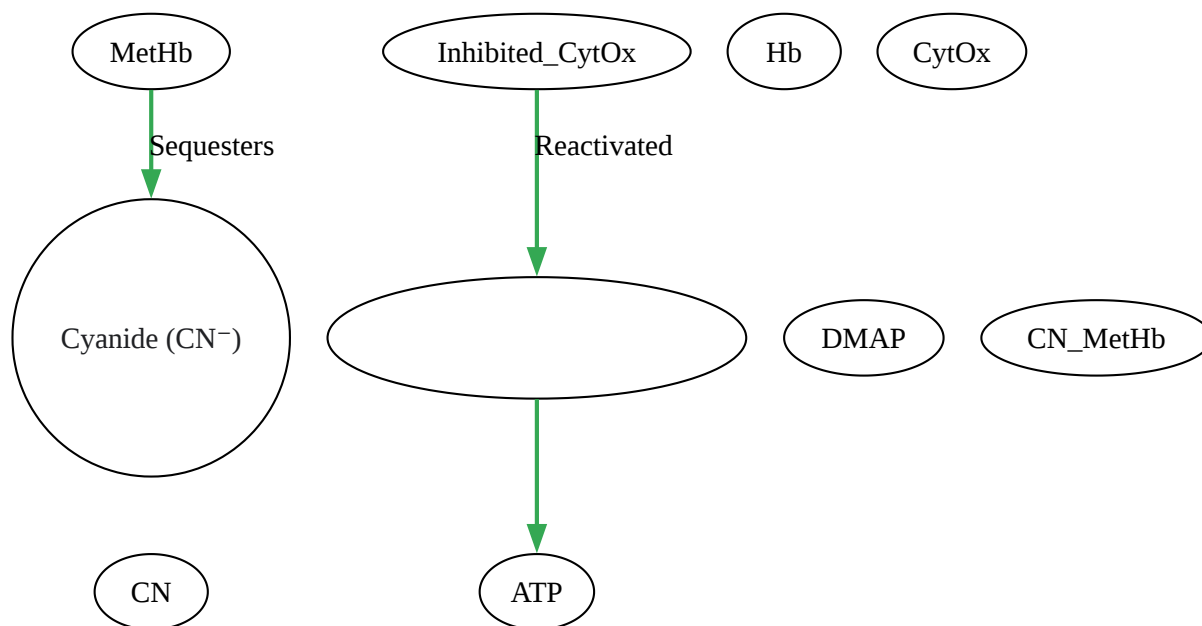 MetHb
Inhibited_CytOx
Hb
CytOx
Sequesters
Reactivated
Cyanide (CN⁻)
DMAP
CN_MetHb
CN
ATP